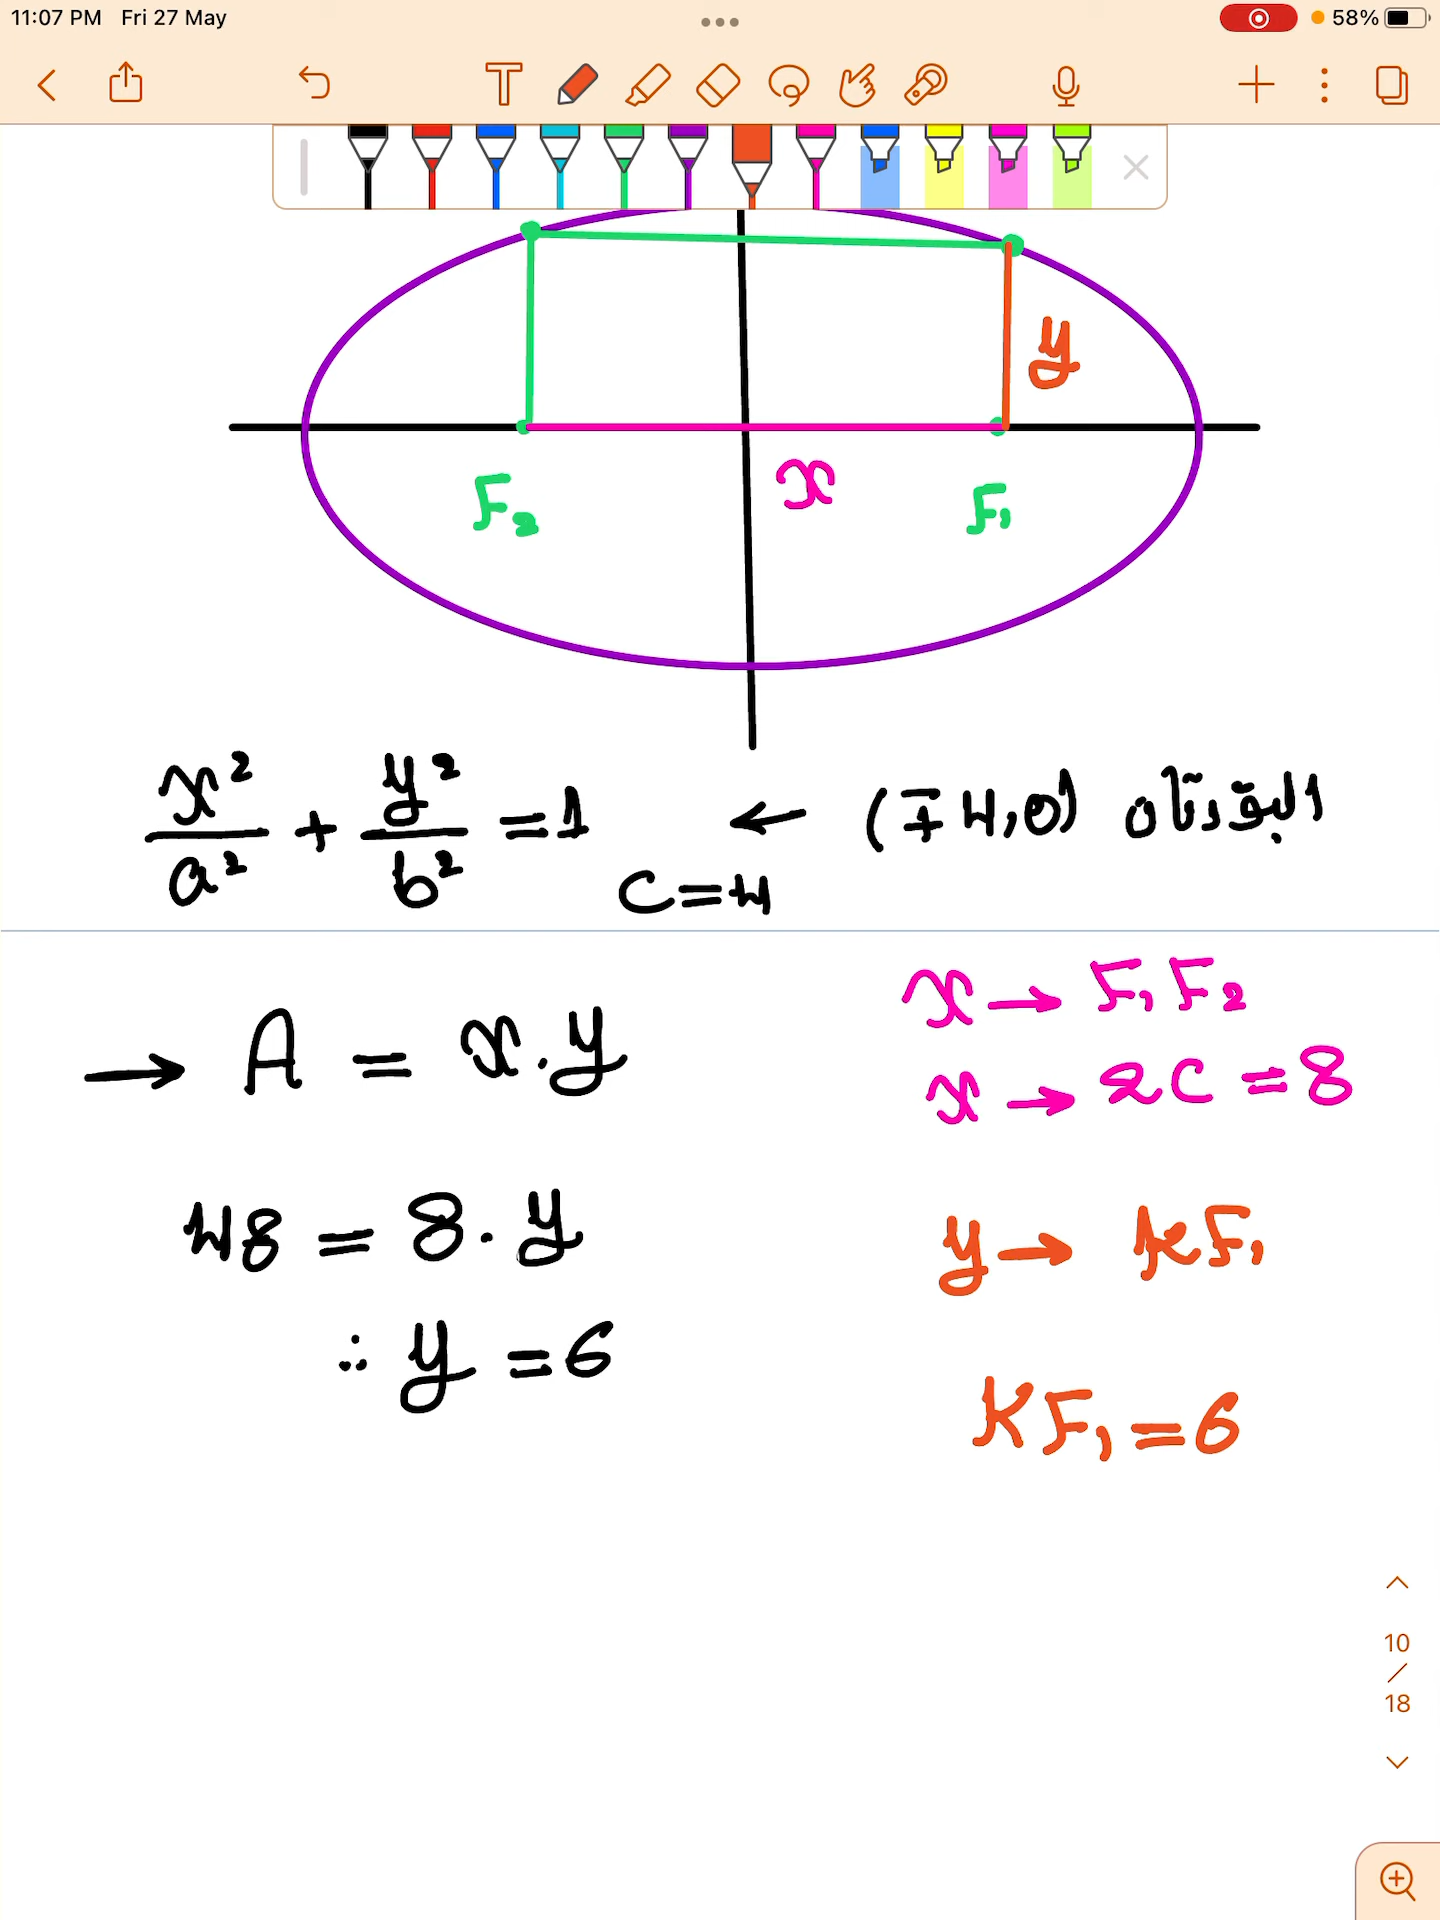 11:07 PM Fri 27 May
58%
T
y
x
F₂
F₁
x²/a² + y²/b² = 1 ← (∓4,0) البؤرتان
C=4
→ A = x.y
x → F₁F₂
x → 2C = 8
48 = 8.y
y → KF₁
∴ y = 6
KF₁ = 6
10
/
18